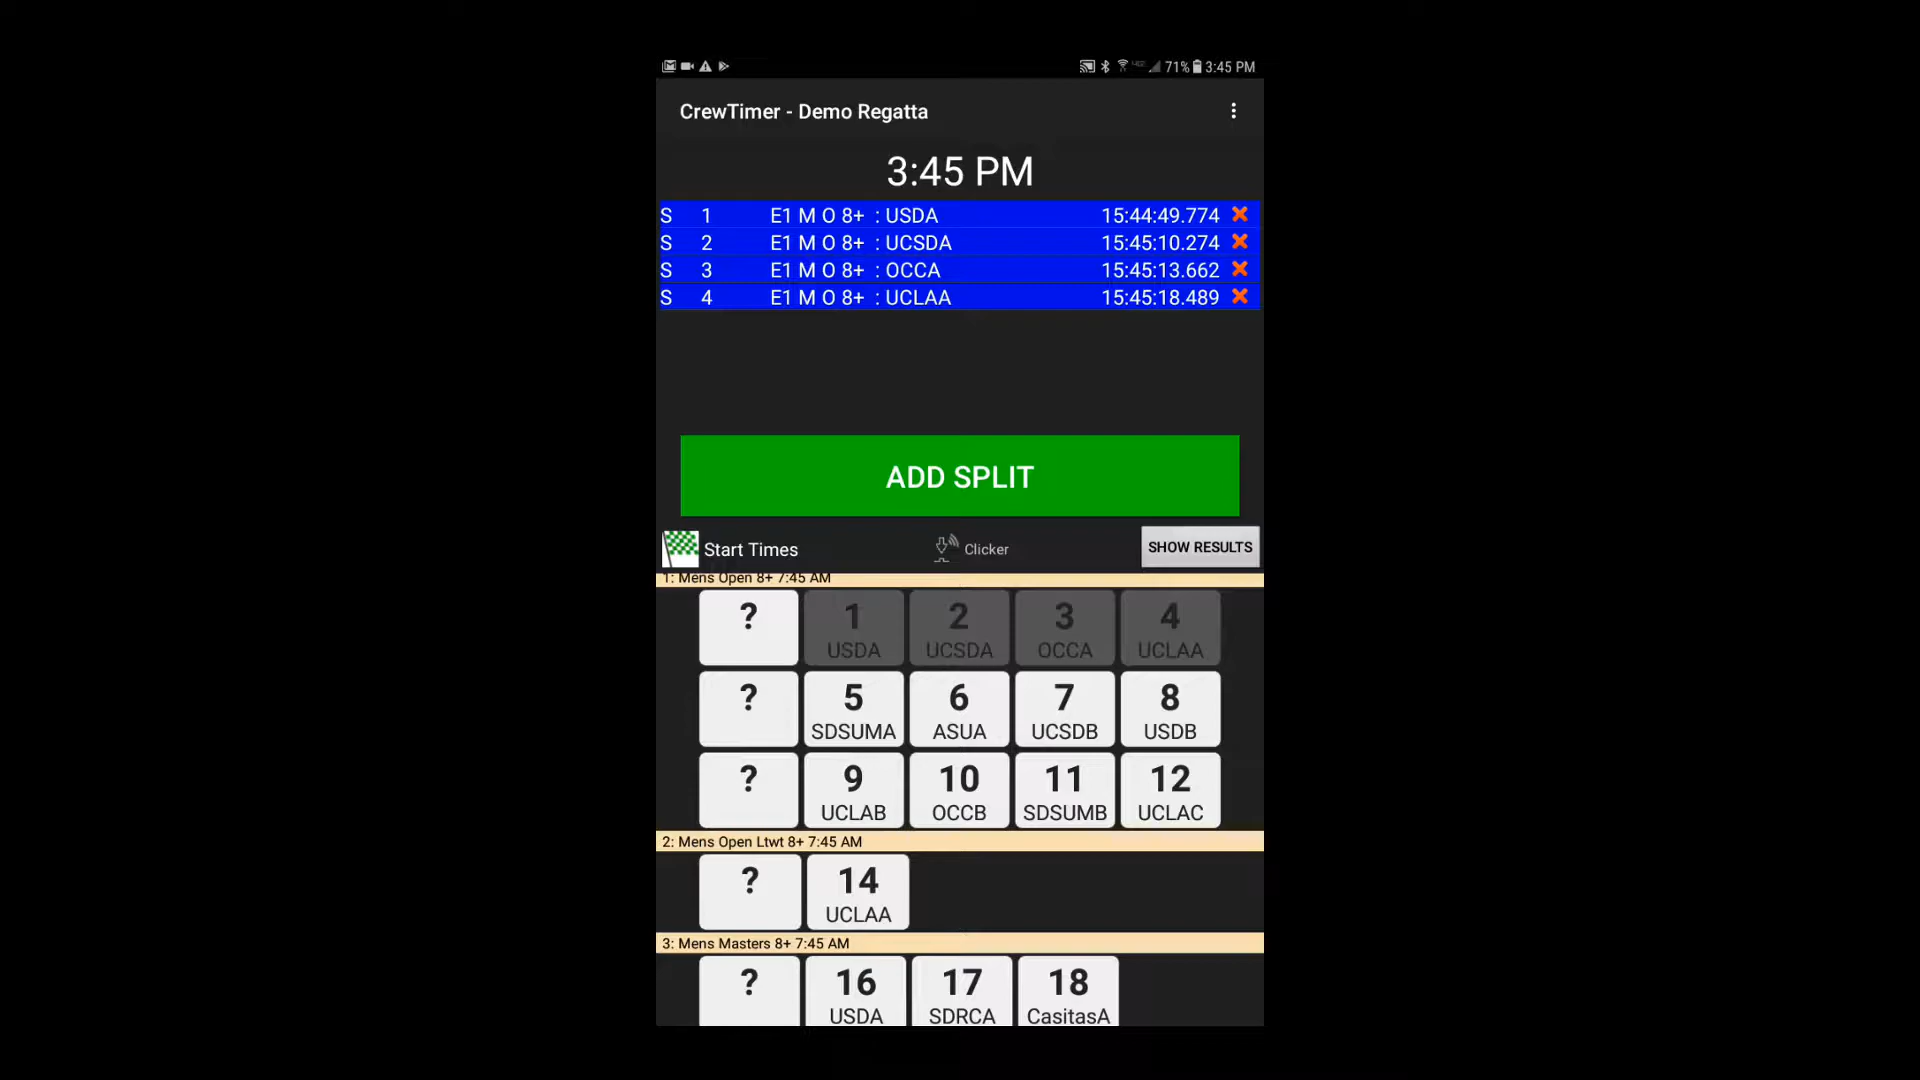 71% 3:45 PM
CrewTimer - Demo Regatta
3:45 PM
S 1 E1 M O 8+ : USDA 15:44:49.774
S 2 E1 M O 8+ : UCSDA 15:45:10.274
S 3 E1 M O 8+ : OCCA 15:45:13.662
S 4 E1 M O 8+ : UCLAA 15:45:18.489
ADD SPLIT
Start Times Clicker SHOW RESULTS
1: Mens Open 8+ 7:45 AM
? 1 2 3 4
USDA UCSDA OCCA UCLAA
? 5 6 7 8
SDSUMA ASUA UCSDB USDB
? 9 10 11 12
UCLAB OCCB SDSUMB UCLAC
2: Mens Open Ltwt 8+ 7:45 AM
? 14
UCLAA
3: Mens Masters 8+ 7:45 AM
? 16 17 18
USDA SDRCA CasitasA